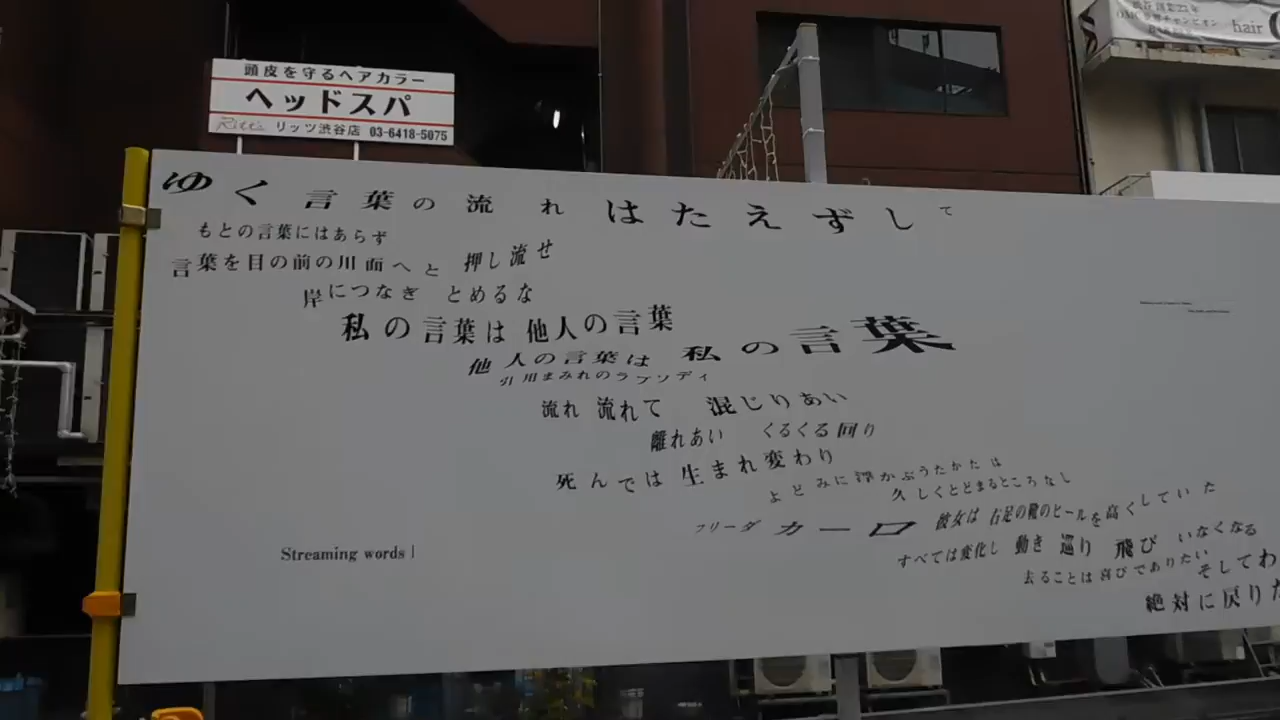 頭皮を守るヘアカラー
ヘッドスパ
Ritz's リッツ渋谷店 03-6418-5075
hair
ゆく 言葉の流れ はたえずして
もとの言葉にはあらず
言葉を目の前の川面へと 押し流せ
岸につなぎ とめるな
私の言葉は 他人の言葉
他人の言葉は 私の言葉
引用まみれのラプソディ
流れ 流れて 混じりあい
離れあい くるくる回り
死んでは 生まれ変わり
よどみに浮かぶうたかたは
久しくとどまるところなし
フリーダ カーロ 彼女は 右足の靴のヒールを高くしていた
すべては変化し 動き 巡り 飛び いなくなる
去ることは喜びでありたい
そしてわ
絶対に戻りた
Streaming words